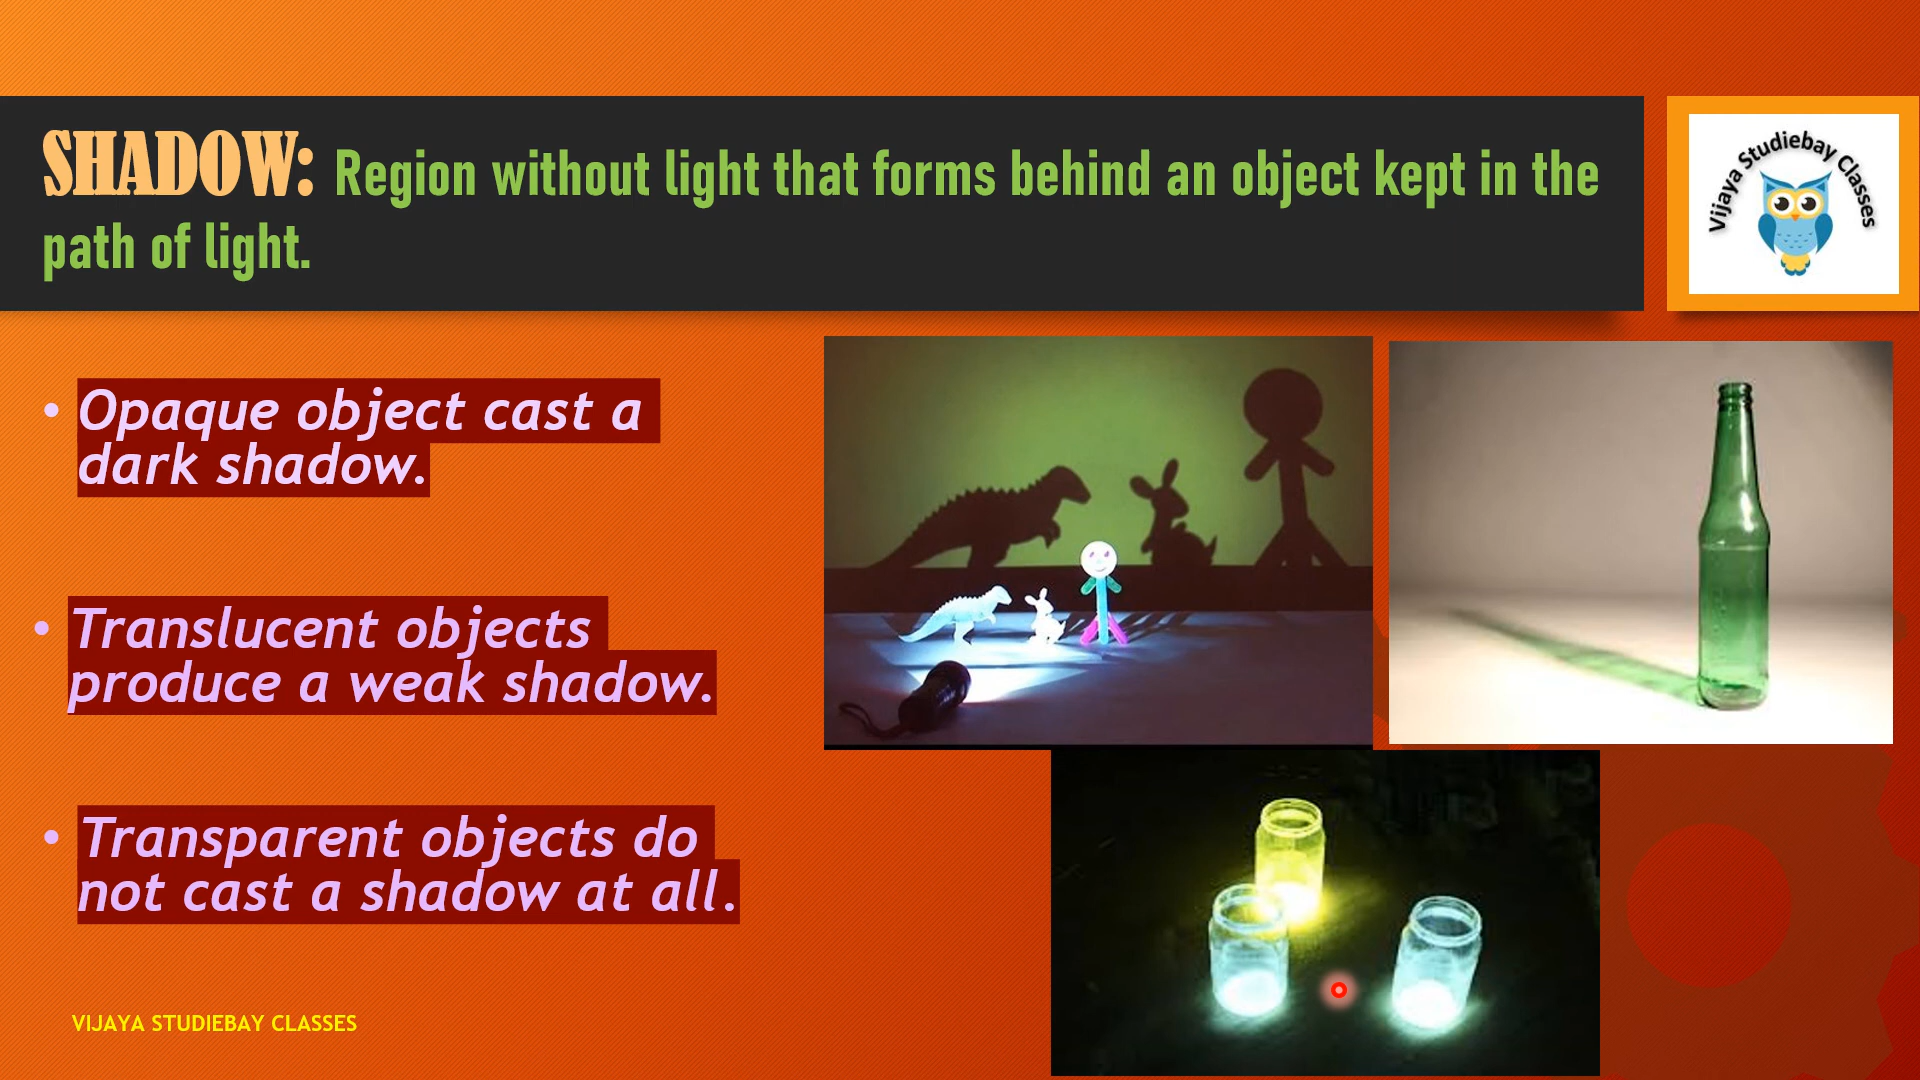 SHADOW: Region without light that forms behind an object kept in the
path of light.
Vijaya Studiebay Classes
• Opaque object cast a
dark shadow.
• Translucent objects
produce a weak shadow.
• Transparent objects do
not cast a shadow at all.
VIJAYA STUDIEBAY CLASSES